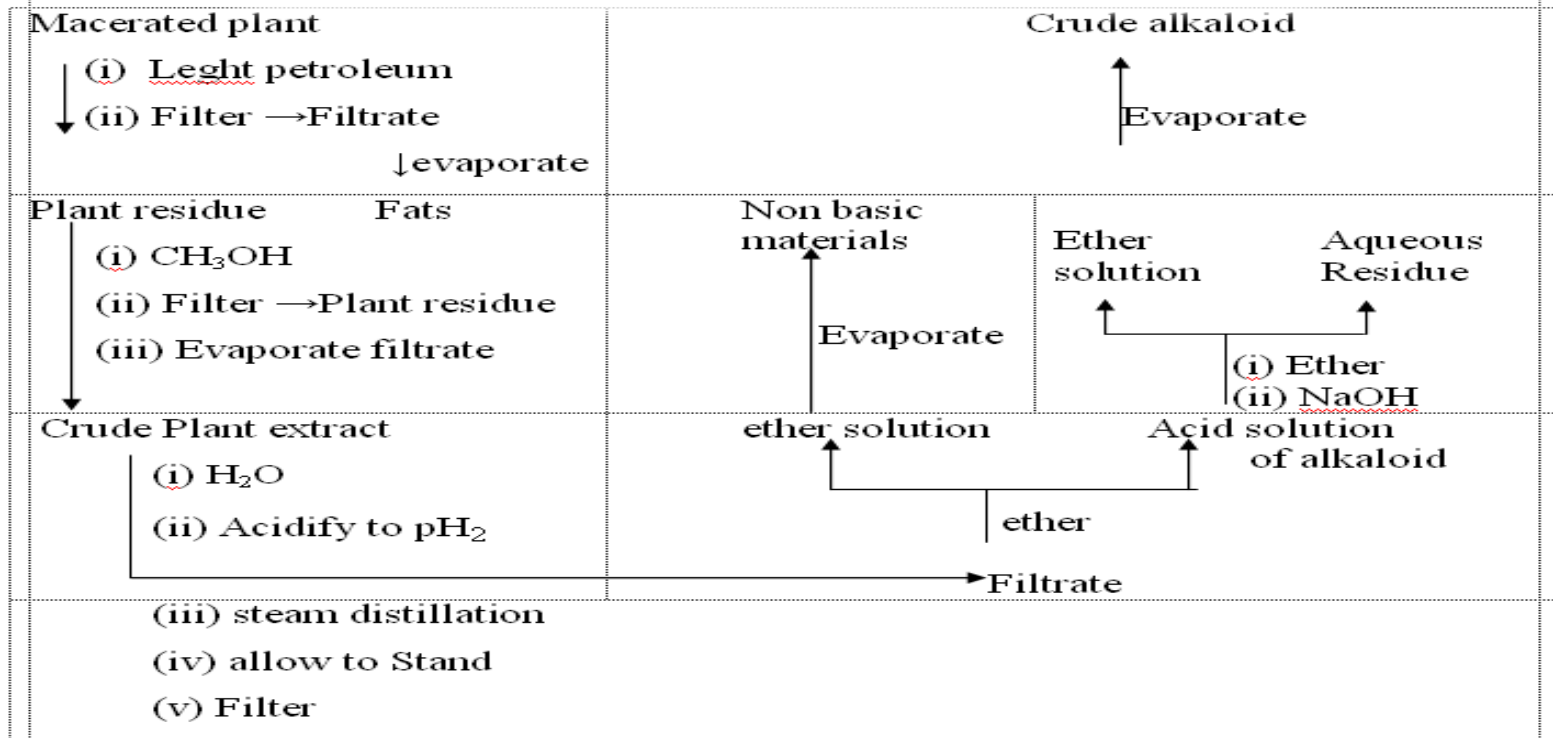 Macerated plant
(i) Leght petroleum
(ii) Filter →Filtrate
↓evaporate
Plant residue Fats
(i) CH₃OH
(ii) Filter →Plant residue
(iii) Evaporate filtrate
Crude Plant extract
(i) H₂O
(ii) Acidify to pH₂
(iii) steam distillation
(iv) allow to Stand
(v) Filter
Filtrate
ether
ether solution
Acid solution
of alkaloid
Evaporate
Non basic
materials
(i) Ether
(ii) NaOH
Ether
solution
Aqueous
Residue
Evaporate
Crude alkaloid